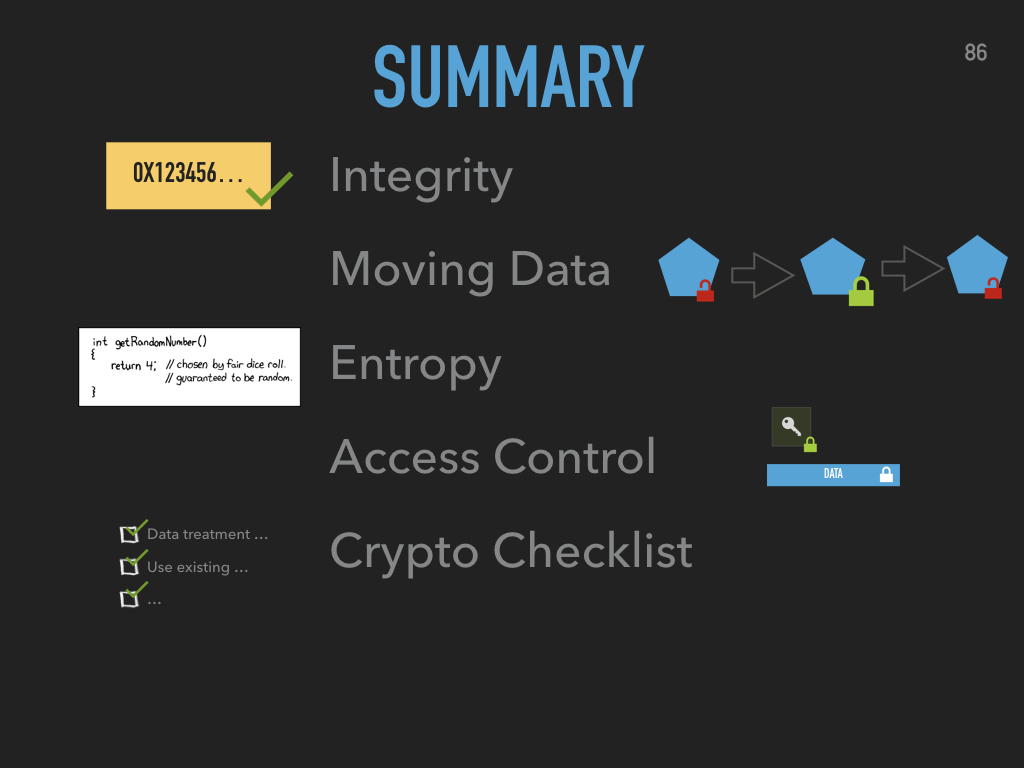 SUMMARY
86
0X123456...
Integrity
Moving Data
int getRandomNumber()
{
return 4; // chosen by fair dice roll.
// guaranteed to be random.
}
Entropy
Access Control
DATA
Data treatment ...
Use existing ...
...
Crypto Checklist